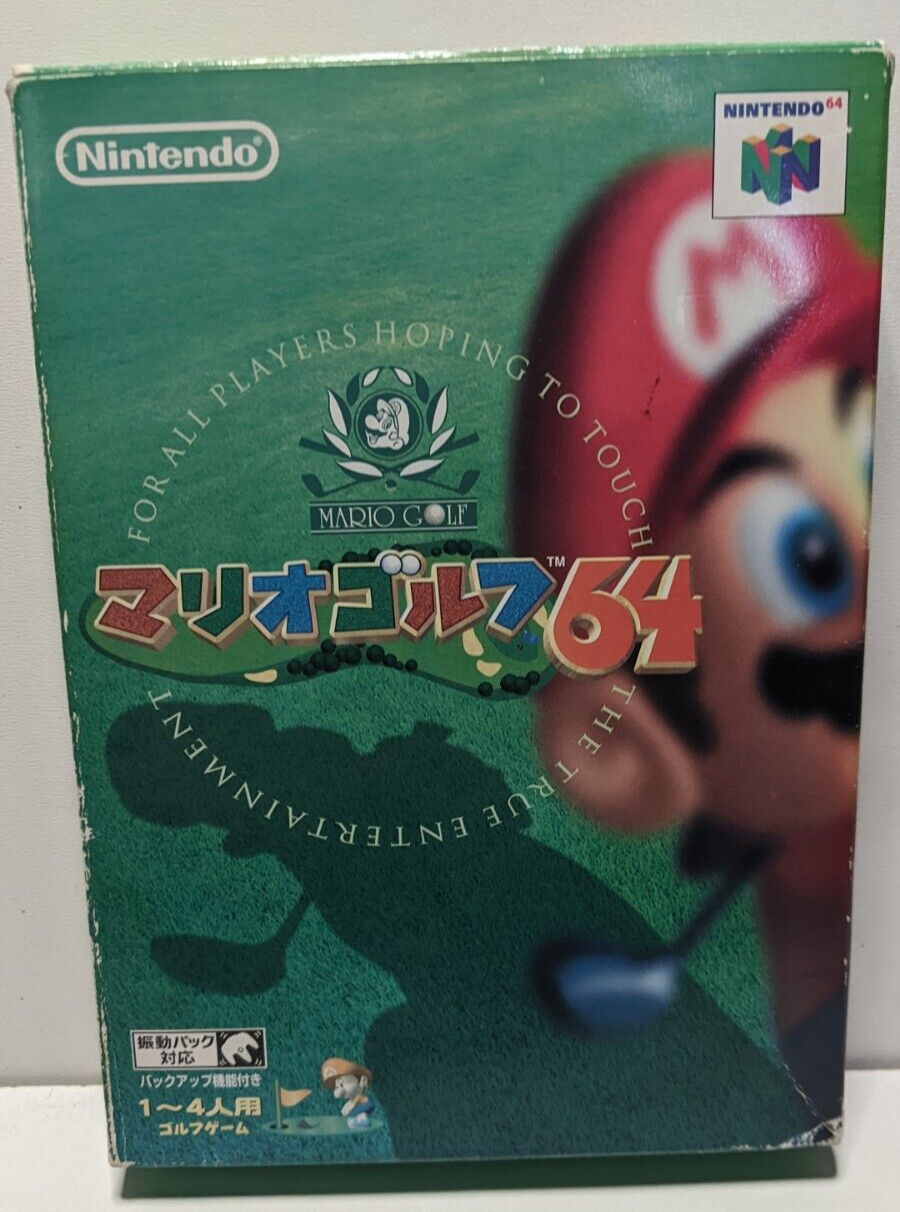 Nintendo®
NINTENDO 64
M
FOR ALL PLAYERS HOPING TO TOUCH
THE TRUE ENTERTAINMENT
MARIO GOLF
マリオゴルフ™64
振動パック
対応
バックアップ機能付き
1〜4人用
ゴルフゲーム